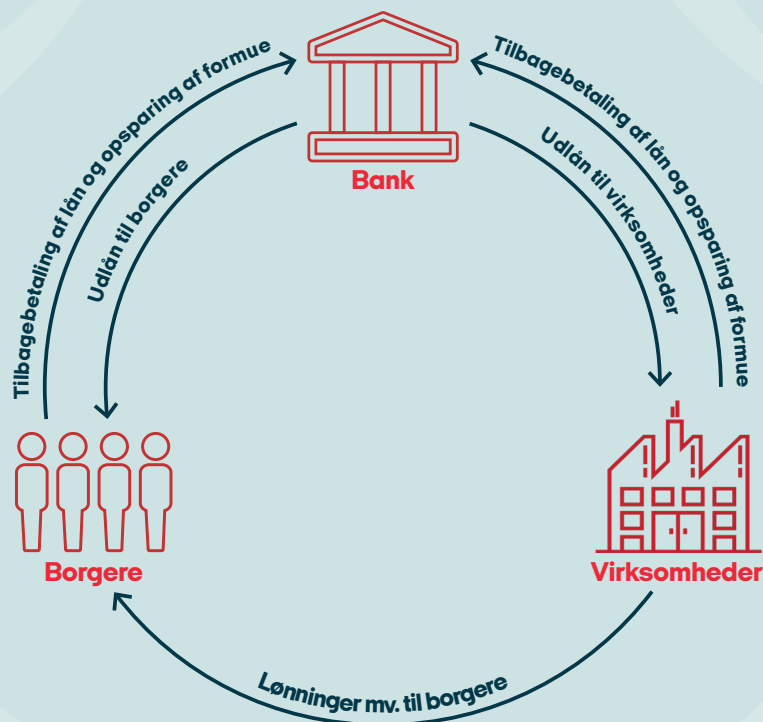 Tilbagebetaling af lån og opsparing af formue
Udlån til borgere
Bank
Tilbagebetaling af lån og opsparing af formue
Udlån til virksomheder
Borgere
Virksomheder
Lønninger mv. til borgere